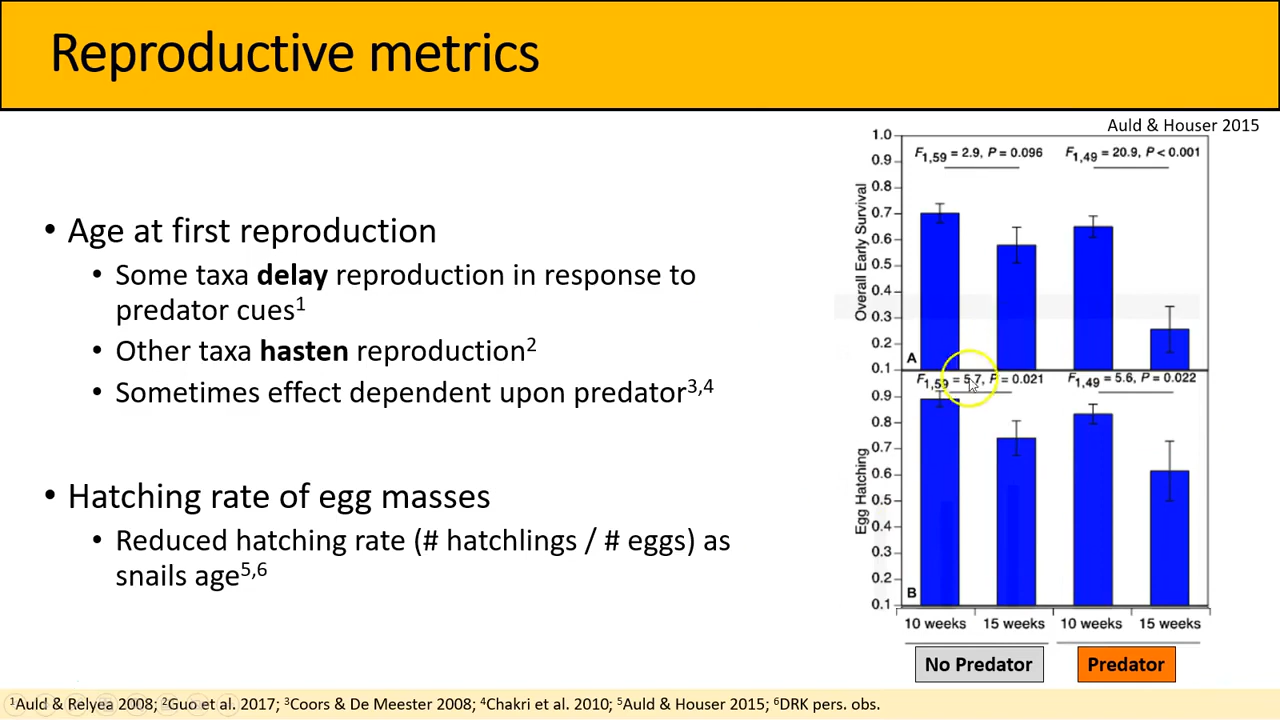 Reproductive metrics
Auld & Houser 2015
• Age at first reproduction
• Some taxa delay reproduction in response to
predator cues1
• Other taxa hasten reproduction2
• Sometimes effect dependent upon predator3,4
• Hatching rate of egg masses
• Reduced hatching rate (# hatchlings / # eggs) as
snails age5,6
Overall Early Survival
1.0
0.9
0.8
0.7
0.6
0.5
0.4
0.3
0.2
0.1
F1,59 = 2.9, P = 0.096
F1,49 = 20.9, P < 0.001
A
Egg Hatching
0.9
0.8
0.7
0.6
0.5
0.4
0.3
0.2
0.1
F1,59 = 5.7, P = 0.021
F1,49 = 5.6, P = 0.022
B
10 weeks 15 weeks 10 weeks 15 weeks
No Predator Predator
1Auld & Relyea 2008; 2Guo et al. 2017; 3Coors & De Meester 2008; 4Chakri et al. 2010; 5Auld & Houser 2015; 6DRK pers. obs.